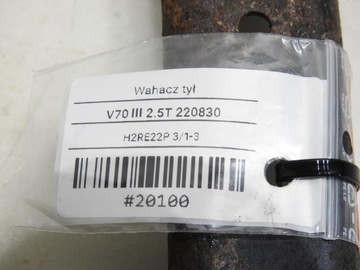 Wahacz tył
V70 III 2.5T 220830
H2RE22P 3/1-3
#20100